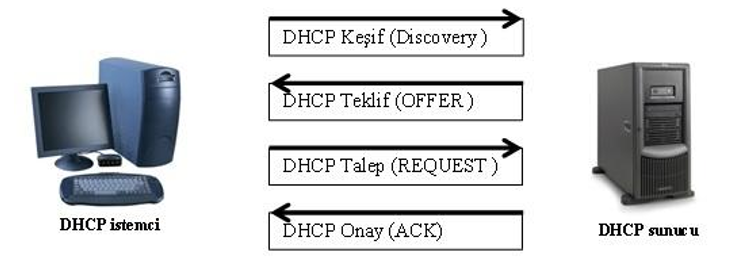 DHCP Keşif (Discovery )
DHCP Teklif (OFFER )
DHCP Talep (REQUEST )
DHCP Onay (ACK)
DHCP istemci
DHCP sunucu